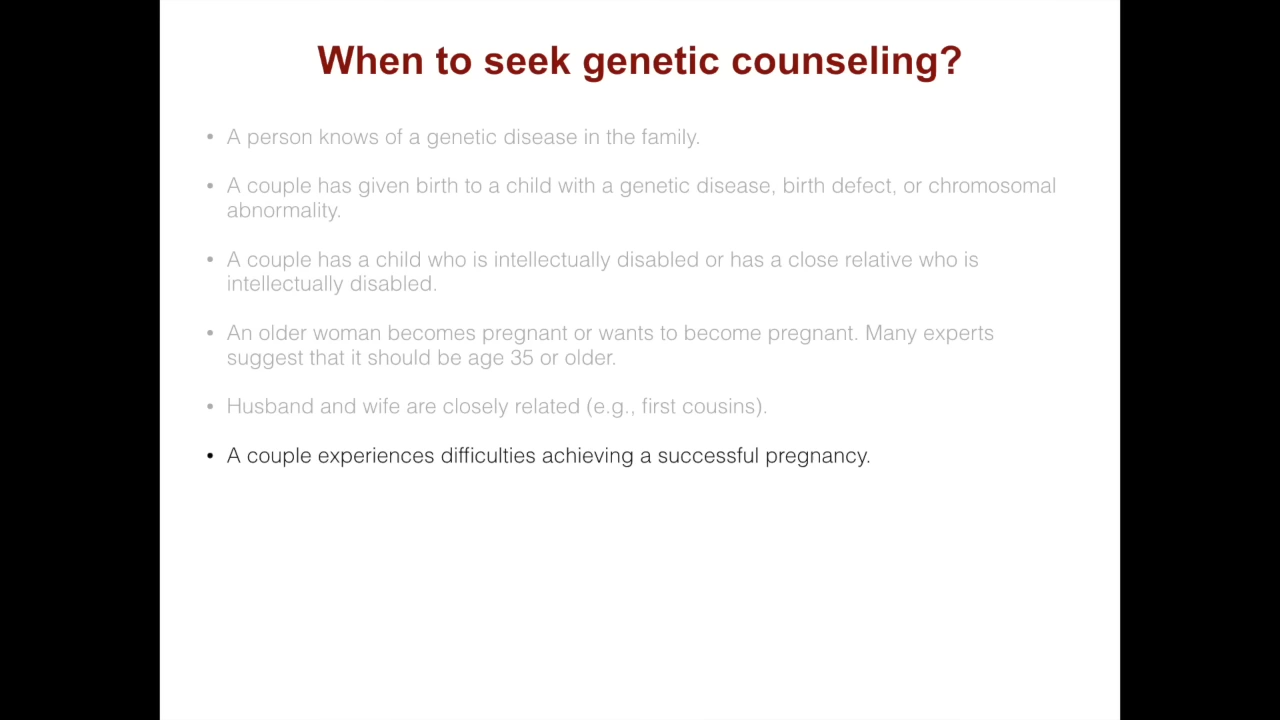 When to seek genetic counseling?
• A person knows of a genetic disease in the family.
• A couple has given birth to a child with a genetic disease, birth defect, or chromosomal
abnormality.
• A couple has a child who is intellectually disabled or has a close relative who is
intellectually disabled.
• An older woman becomes pregnant or wants to become pregnant. Many experts
suggest that it should be age 35 or older.
• Husband and wife are closely related (e.g., first cousins).
• A couple experiences difficulties achieving a successful pregnancy.